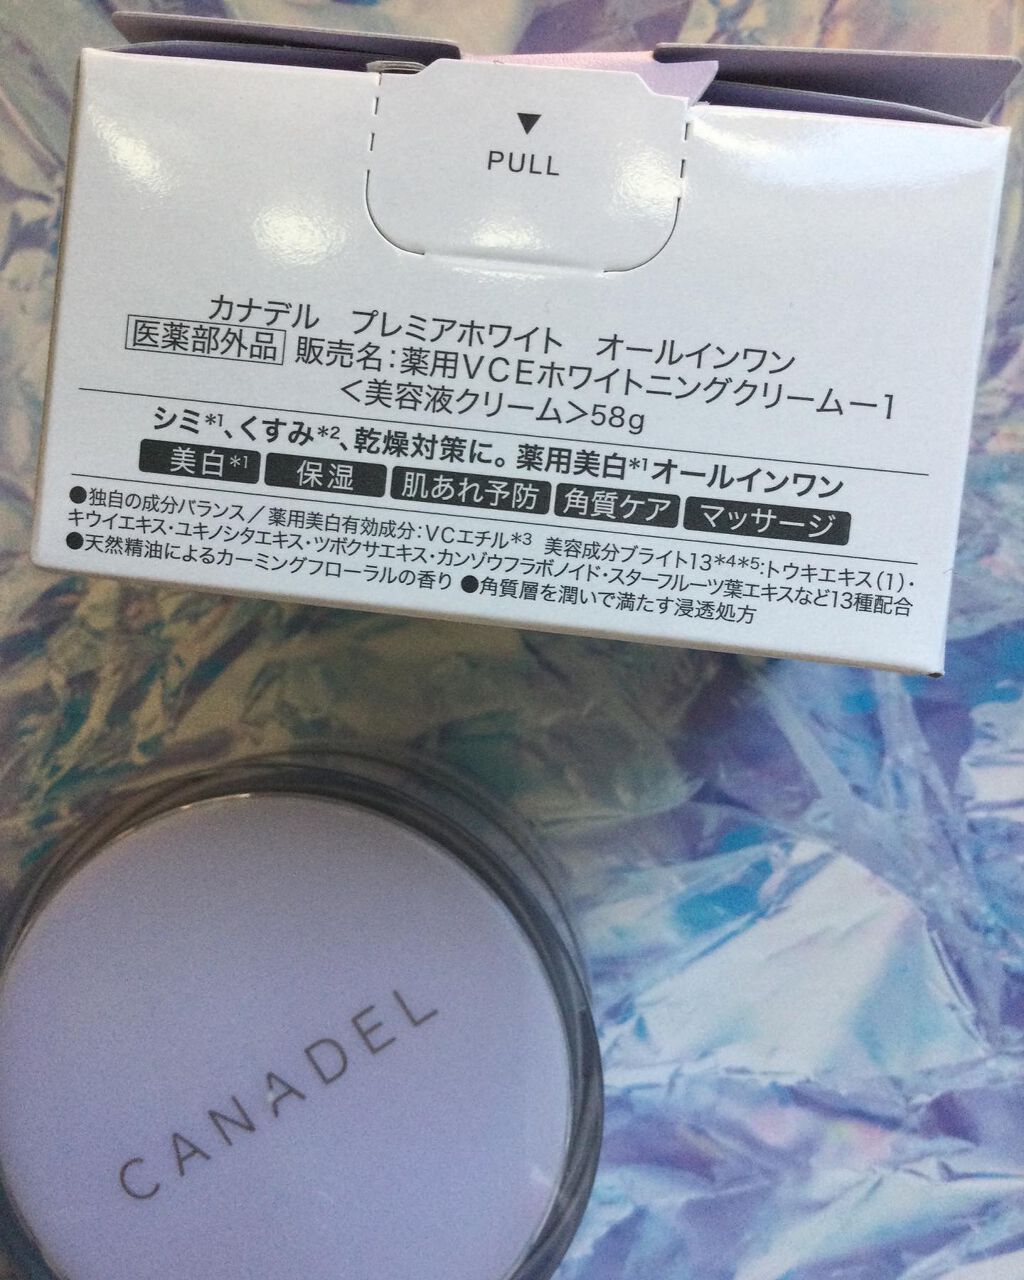 ▼
PULL
カナデル プレミアホワイト オールインワン
医薬部外品 販売名:薬用VCEホワイトニングクリームー1
<美容液クリーム>58g
シミ*1、くすみ*2、乾燥対策に。薬用美白*1オールインワン
美白*1 保湿 肌あれ予防 角質ケア マッサージ
●独自の成分バランス/薬用美白有効成分:VCエチル*3 美容成分ブライト13*4*5:トウキエキス(1)・
キウイエキス・ユキノシタエキス・ツボクサエキス・カンゾウフラボノイド・スターフルーツ葉エキスなど13種配合
●天然精油によるカーミングフローラルの香り ●角質層を潤いで満たす浸透処方
CANADEL